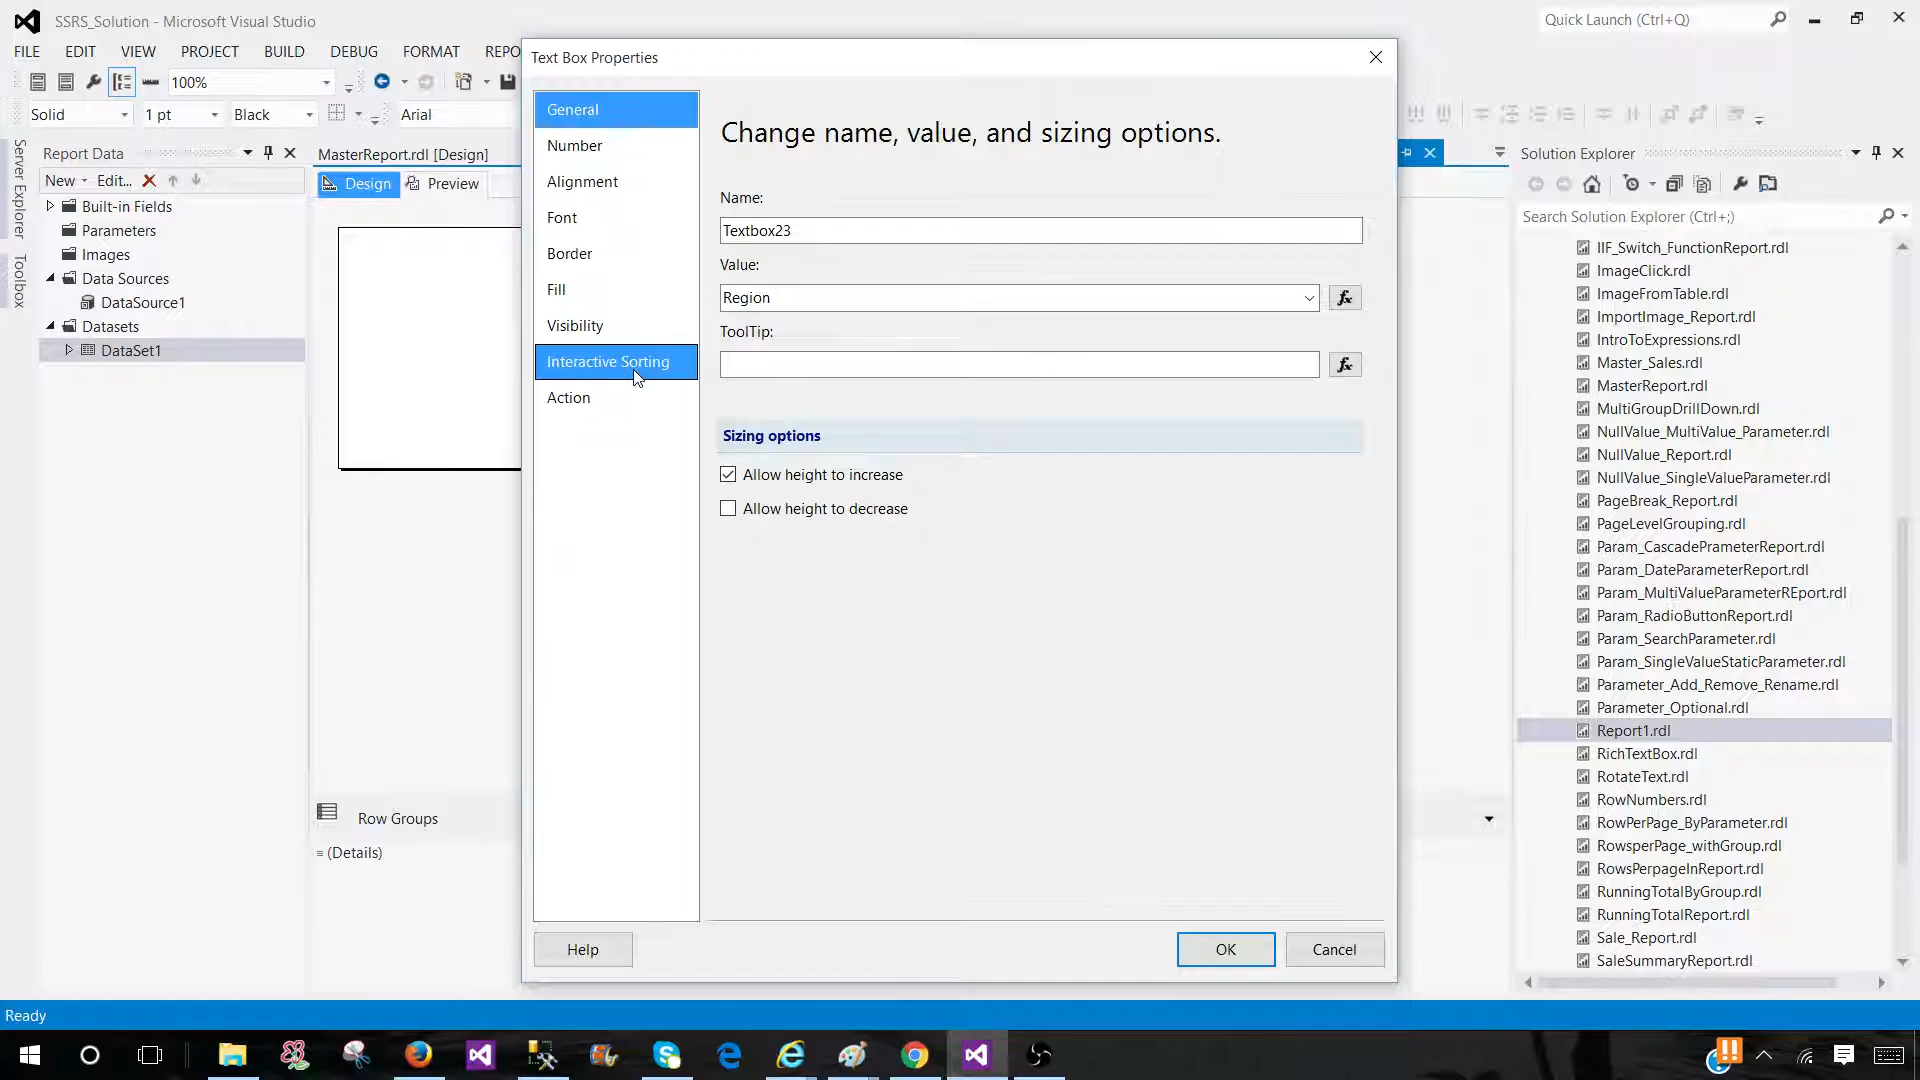 SSRS_Solution - Microsoft Visual Studio
Quick Launch (Ctrl+Q)
FILE EDIT VIEW PROJECT BUILD DEBUG FORMAT REPO
100%
Solid 1 pt Black Arial
Server Explorer
Toolbox
Report Data
New Edit...
Built-in Fields
Parameters
Images
Data Sources
DataSource1
Datasets
DataSet1
MasterReport.rdl [Design]
Design Preview
Row Groups
(Details)
Text Box Properties
General
Number
Alignment
Font
Border
Fill
Visibility
Interactive Sorting
Action
Change name, value, and sizing options.
Name:
Textbox23
Value:
Region
fx
ToolTip:
fx
Sizing options
Allow height to increase
Allow height to decrease
Help OK Cancel
Solution Explorer
Search Solution Explorer (Ctrl+;)
IIF_Switch_FunctionReport.rdl
ImageClick.rdl
ImageFromTable.rdl
ImportImage_Report.rdl
IntroToExpressions.rdl
Master_Sales.rdl
MasterReport.rdl
MultiGroupDrillDown.rdl
NullValue_MultiValue_Parameter.rdl
NullValue_Report.rdl
NullValue_SingleValueParameter.rdl
PageBreak_Report.rdl
PageLevelGrouping.rdl
Param_CascadePrameterReport.rdl
Param_DateParameterReport.rdl
Param_MultiValueParameterREport.rdl
Param_RadioButtonReport.rdl
Param_SearchParameter.rdl
Param_SingleValueStaticParameter.rdl
Parameter_Add_Remove_Rename.rdl
Parameter_Optional.rdl
Report1.rdl
RichTextBox.rdl
RotateText.rdl
RowNumbers.rdl
RowPerPage_ByParameter.rdl
RowsperPage_withGroup.rdl
RowsPerpageInReport.rdl
RunningTotalByGroup.rdl
RunningTotalReport.rdl
Sale_Report.rdl
SaleSummaryReport.rdl
Ready